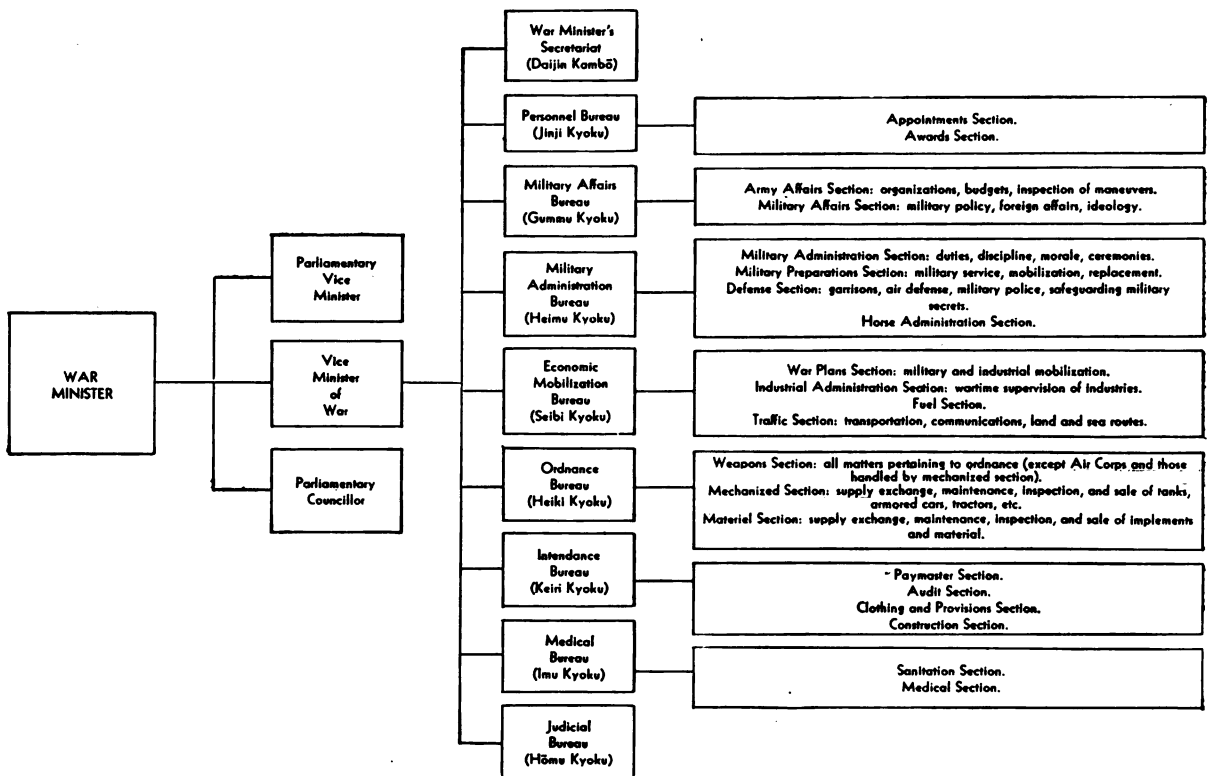 WAR
MINISTER
Parliamentary
Vice
Minister
Vice
Minister
of
War
Parliamentary
Councillor
War Minister's
Secretariat
(Daijin Kambō)
Personnel Bureau
(Jinji Kyoku)
Appointments Section.
Awards Section.
Military Affairs
Bureau
(Gummu Kyoku)
Army Affairs Section: organizations, budgets, inspection of maneuvers.
Military Affairs Section: military policy, foreign affairs, ideology.
Military
Administration
Bureau
(Heimu Kyoku)
Military Administration Section: duties, discipline, morale, ceremonies.
Military Preparations Section: military service, mobilization, replacement.
Defense Section: garrisons, air defense, military police, safeguarding military
secrets.
Horse Administration Section.
Economic
Mobilization
Bureau
(Seibi Kyoku)
War Plans Section: military and industrial mobilization.
Industrial Administration Section: wartime supervision of industries.
Fuel Section.
Traffic Section: transportation, communications, land and sea routes.
Ordnance
Bureau
(Heiki Kyoku)
Weapons Section: all matters pertaining to ordnance (except Air Corps and those
handled by mechanized section).
Mechanized Section: supply exchange, maintenance, inspection, and sale of tanks,
armored cars, tractors, etc.
Materiel Section: supply exchange, maintenance, inspection, and sale of implements
and material.
Intendance
Bureau
(Keiri Kyoku)
Paymaster Section.
Audit Section.
Clothing and Provisions Section.
Construction Section.
Medical
Bureau
(Imu Kyoku)
Sanitation Section.
Medical Section.
Judicial
Bureau
(Hōmu Kyoku)